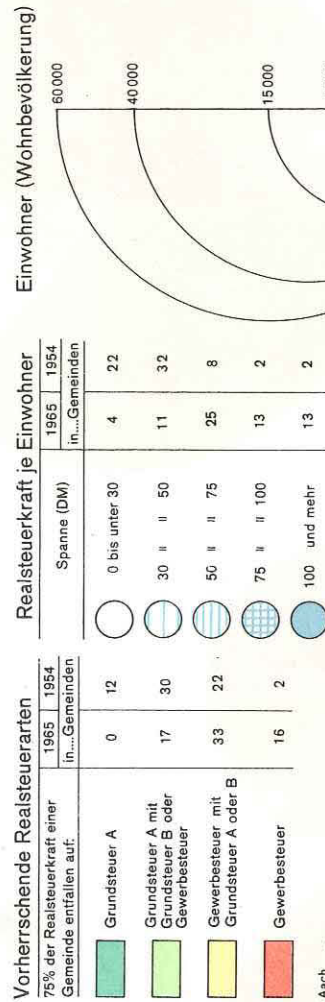 Vorherrschende Realsteuerarten
75% der Realsteuerkraft einer
Gemeinde entfallen auf:
1965 1954
in....Gemeinden
Grundsteuer A 0 12
Grundsteuer A mit
Grundsteuer B oder
Gewerbesteuer
17 30
Gewerbesteuer mit
Grundsteuer A oder B
33 22
Gewerbesteuer 16 2
Aach
Realsteuerkraft je Einwohner
Spanne (DM)
1965 1954
in....Gemeinden
0 bis unter 30 4 22
30 " " 50 11 32
50 " " 75 25 8
75 " " 100 13 2
100 und mehr 13 2
Einwohner (Wohnbevölkerung)
60 000
40 000
15 000